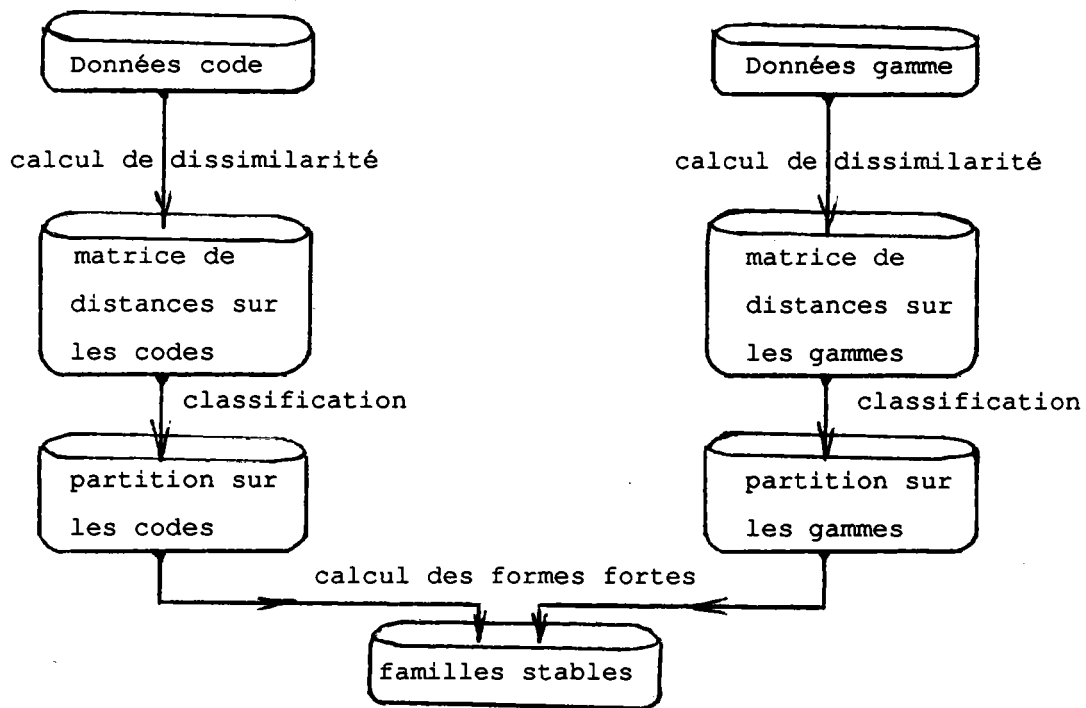 Données code
Données gamme
calcul de dissimilarité
calcul de dissimilarité
matrice de
distances sur
les codes
matrice de
distances sur
les gammes
classification
classification
partition sur
les codes
partition sur
les gammes
calcul des formes fortes
familles stables